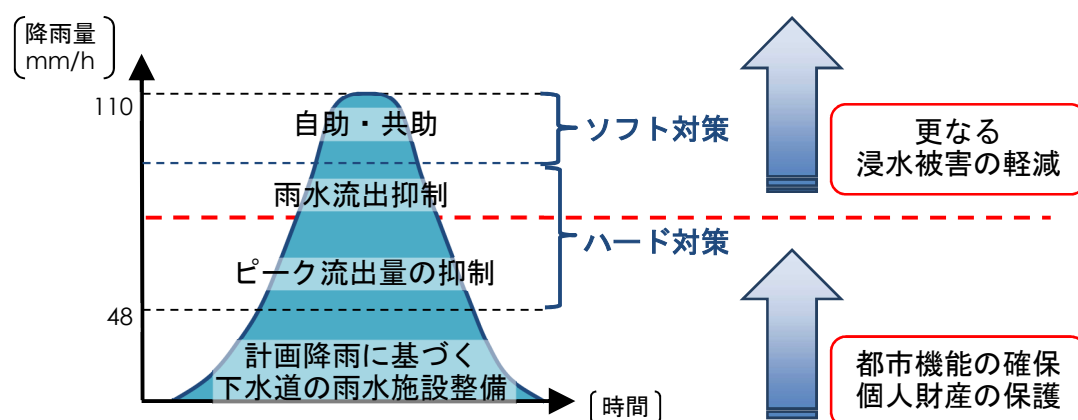 降雨量
mm/h
110
自助・共助
ソフト対策
更なる
浸水被害の軽減
雨水流出抑制
ハード対策
ピーク流出量の抑制
48
計画降雨に基づく
下水道の雨水施設整備
時間
都市機能の確保
個人財産の保護